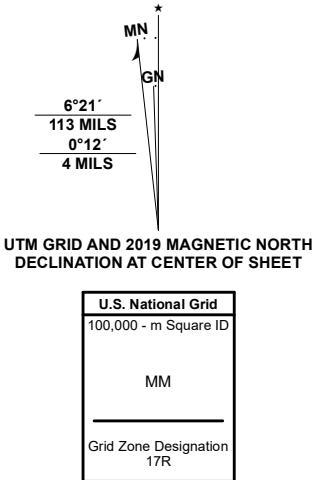 ★
MN
GN
6°21´
113 MILS
0°12´
4 MILS
UTM GRID AND 2019 MAGNETIC NORTH
DECLINATION AT CENTER OF SHEET
U.S. National Grid
100,000 - m Square ID
MM
Grid Zone Designation
17R